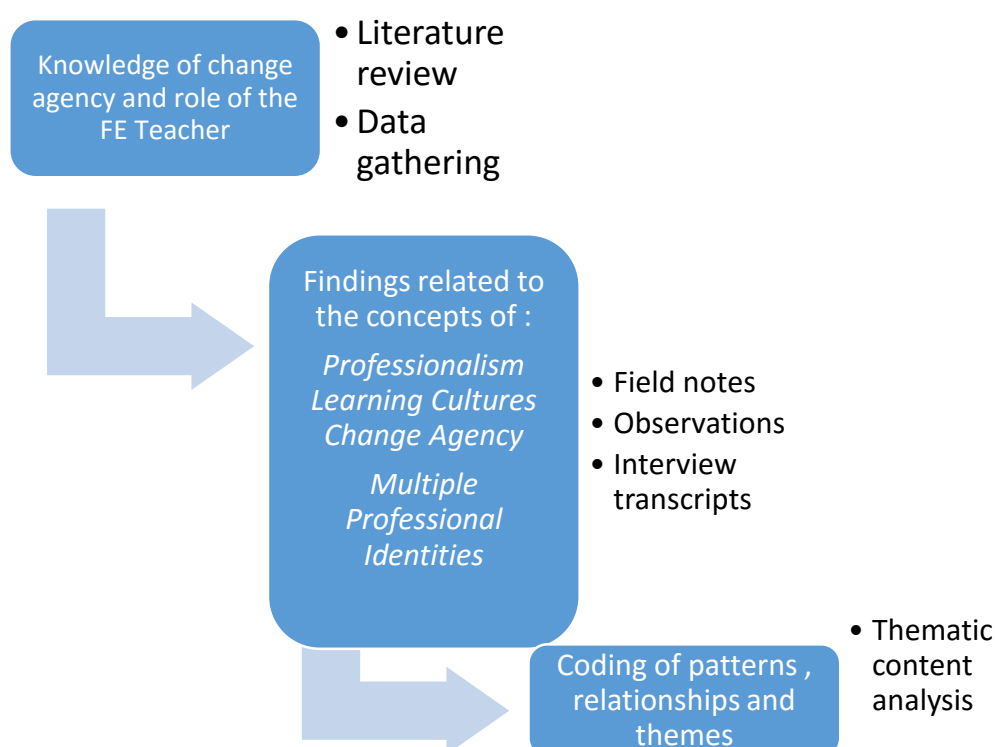 Knowledge of change
agency and role of the
FE Teacher
• Literature
review
• Data
gathering
Findings related to
the concepts of :
Professionalism
Learning Cultures
Change Agency
Multiple
Professional
Identities
• Field notes
• Observations
• Interview
transcripts
Coding of patterns ,
relationships and
themes
• Thematic
content
analysis